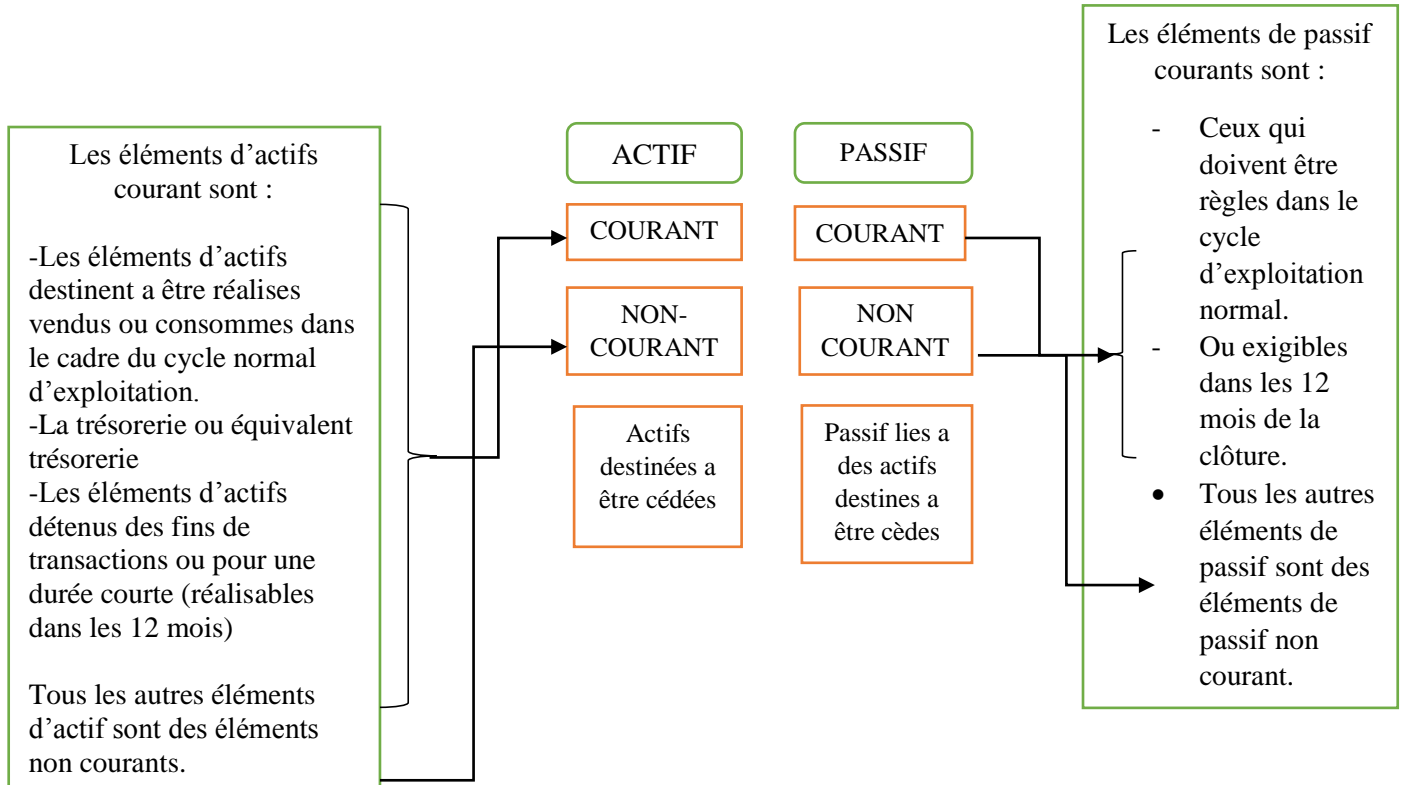 Les éléments d’actifs
courant sont :
-Les éléments d’actifs
destinent a être réalises
vendus ou consommes dans
le cadre du cycle normal
d’exploitation.
-La trésorerie ou équivalent
trésorerie
-Les éléments d’actifs
détenus des fins de
transactions ou pour une
durée courte (réalisables
dans les 12 mois)
Tous les autres éléments
d’actif sont des éléments
non courants.
ACTIF
COURANT
NON-
COURANT
Actifs
destinées a
être cédées
PASSIF
COURANT
NON
COURANT
Passif lies a
des actifs
destines a
être cèdes
Les éléments de passif
courants sont :
- Ceux qui
doivent être
règles dans le
cycle
d’exploitation
normal.
- Ou exigibles
dans les 12
mois de la
clôture.
• Tous les autres
éléments de
passif sont des
éléments de
passif non
courant.